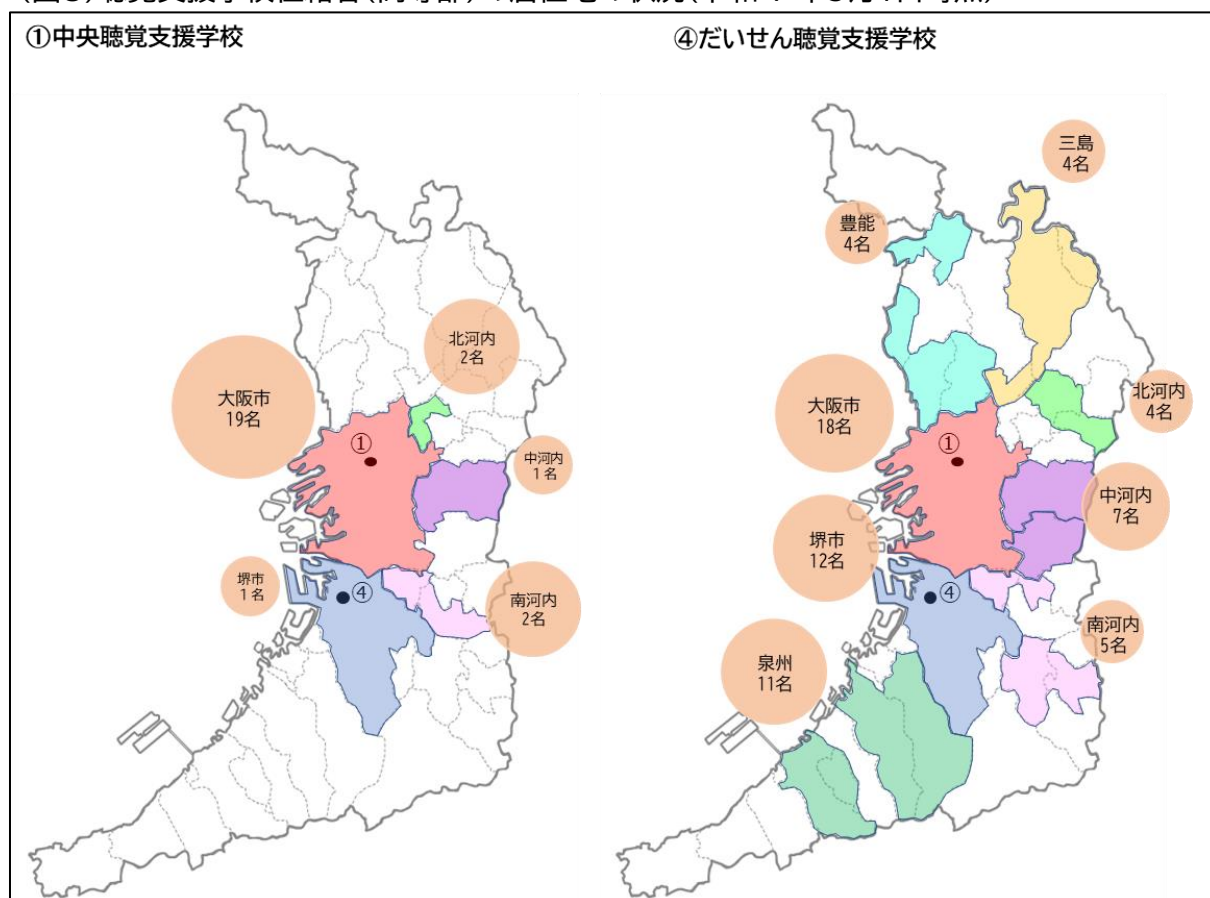 ①中央聴覚支援学校
④だいせん聴覚支援学校
北河内
2名
大阪市
19名
①
中河内
1名
堺市
1名
④
南河内
2名
三島
4名
豊能
4名
大阪市
18名
北河内
4名
①
中河内
7名
堺市
12名
④
南河内
5名
泉州
11名